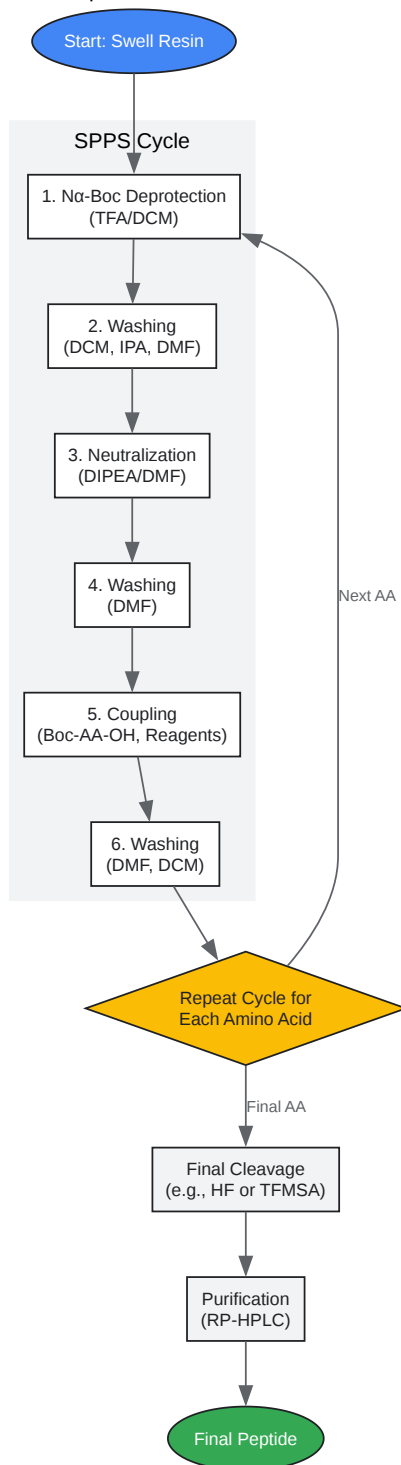 Start: Swell Resin
SPPS Cycle
1. Nα-Boc Deprotection
(TFA/DCM)
2. Washing
(DCM, IPA, DMF)
3. Neutralization
(DIPEA/DMF)
4. Washing
(DMF)
Next AA
5. Coupling
(Boc-AA-OH, Reagents)
6. Washing
(DMF, DCM)
Repeat Cycle for
Each Amino Acid
Final AA
Final Cleavage
(e.g., HF or TFMSA)
Purification
(RP-HPLC)
Final Peptide